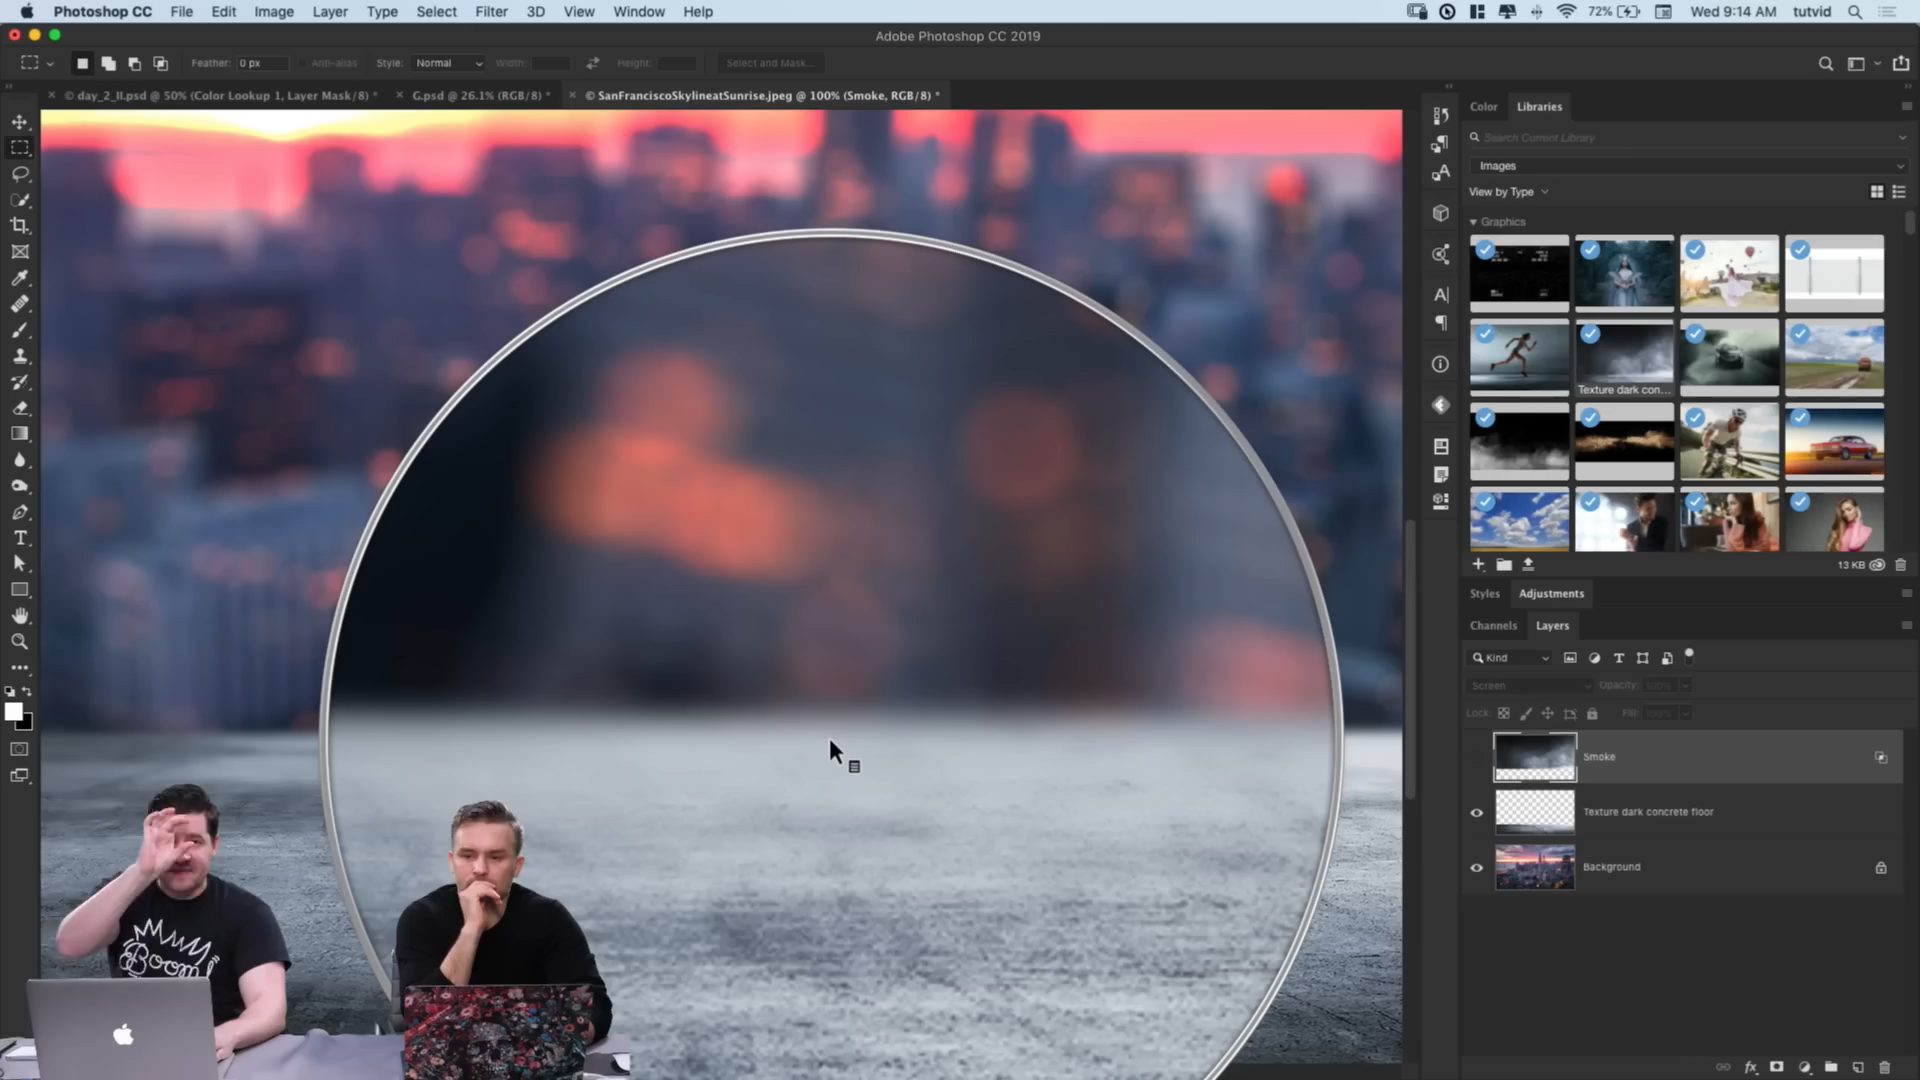 Photoshop CC File Edit Image Layer Type Select Filter 3D View Window Help 72% Wed 9:14 AM tutvid
Adobe Photoshop CC 2019
Feather: 0 px Anti-alias Style: Normal Width: Height: Select and Mask...
© day_2_II.psd @ 50% (Color Lookup 1, Layer Mask/8) * G.psd @ 26.1% (RGB/8) * © SanFranciscoSkylineatSunrise.jpeg @ 100% (Smoke, RGB/8) *
Color Libraries
Search Current Library
Images
View by Type
Graphics
Texture dark con...
13 KB
Styles Adjustments
Channels Layers
Kind
Screen Opacity: 100%
Lock: Fill: 100%
Smoke
Texture dark concrete floor
Background
Boom!